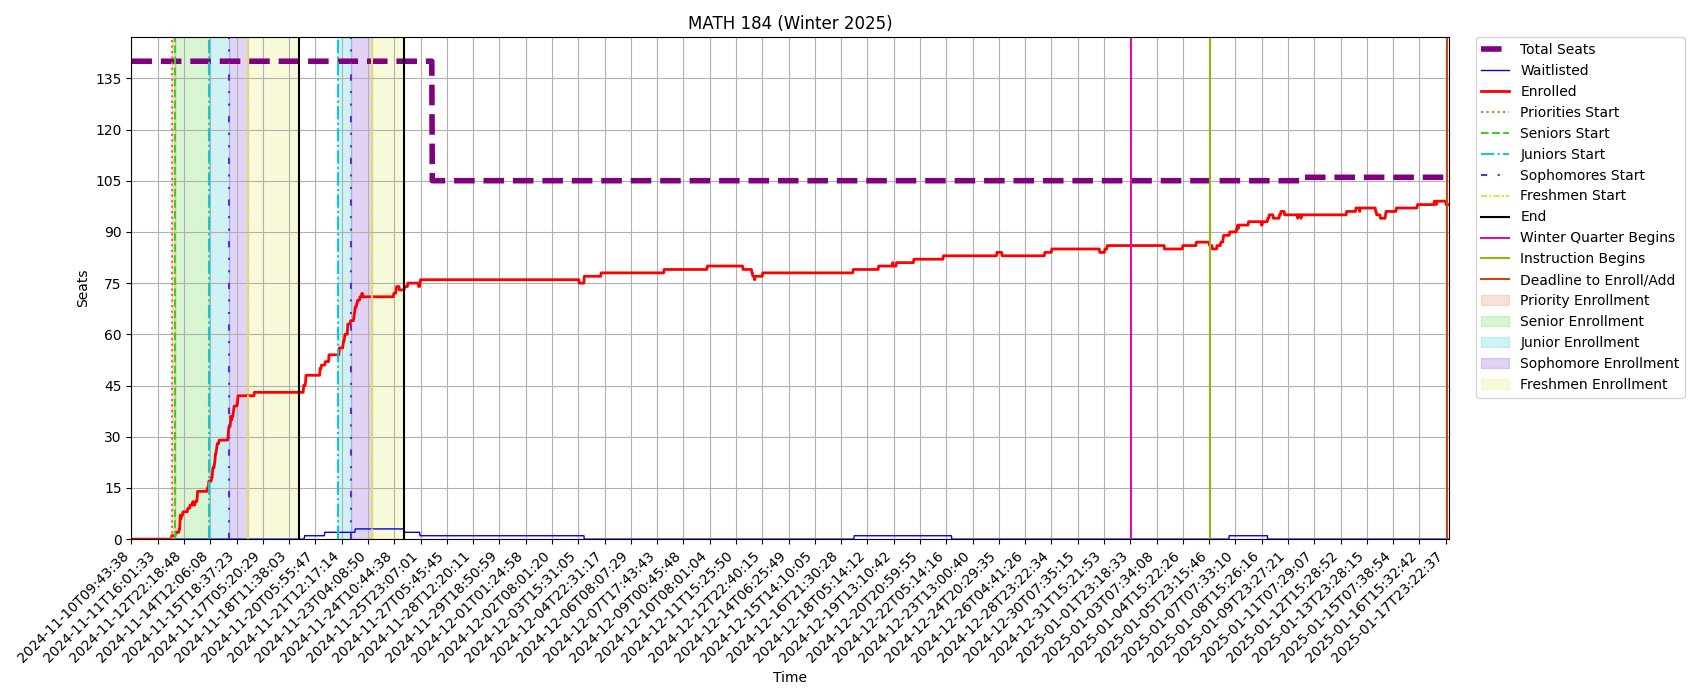 MATH 184 (Winter 2025)
Seats
135
120
105
90
75
60
45
30
15
0
2024-11-10T09:43:38
2024-11-11T16:01:33
2024-11-12T22:18:48
2024-11-14T12:06:08
2024-11-15T18:37:23
2024-11-17T05:20:29
2024-11-18T11:38:03
2024-11-20T05:55:47
2024-11-21T12:17:14
2024-11-23T04:08:50
2024-11-24T10:44:38
2024-11-25T23:07:01
2024-11-27T05:45:45
2024-11-28T12:20:11
2024-11-29T18:50:59
2024-12-01T01:24:58
2024-12-02T08:01:20
2024-12-03T15:31:05
2024-12-04T22:31:17
2024-12-06T08:07:29
2024-12-07T17:43:43
2024-12-09T00:45:48
2024-12-10T08:01:04
2024-12-11T15:25:50
2024-12-12T22:40:15
2024-12-14T06:25:49
2024-12-15T14:10:05
2024-12-16T21:30:28
2024-12-18T05:14:12
2024-12-19T13:10:42
2024-12-20T20:59:55
2024-12-22T05:14:16
2024-12-23T13:00:40
2024-12-24T20:29:35
2024-12-26T04:41:26
2024-12-28T23:22:34
2024-12-30T07:35:15
2024-12-31T15:21:53
2025-01-01T23:18:33
2025-01-03T07:34:08
2025-01-04T15:22:26
2025-01-05T23:15:46
2025-01-07T07:33:10
2025-01-08T15:26:16
2025-01-09T23:27:21
2025-01-11T07:29:07
2025-01-12T15:28:52
2025-01-13T23:28:15
2025-01-15T07:38:54
2025-01-16T15:32:42
2025-01-17T23:22:37
Time
Total Seats
Waitlisted
Enrolled
Priorities Start
Seniors Start
Juniors Start
Sophomores Start
Freshmen Start
End
Winter Quarter Begins
Instruction Begins
Deadline to Enroll/Add
Priority Enrollment
Senior Enrollment
Junior Enrollment
Sophomore Enrollment
Freshmen Enrollment